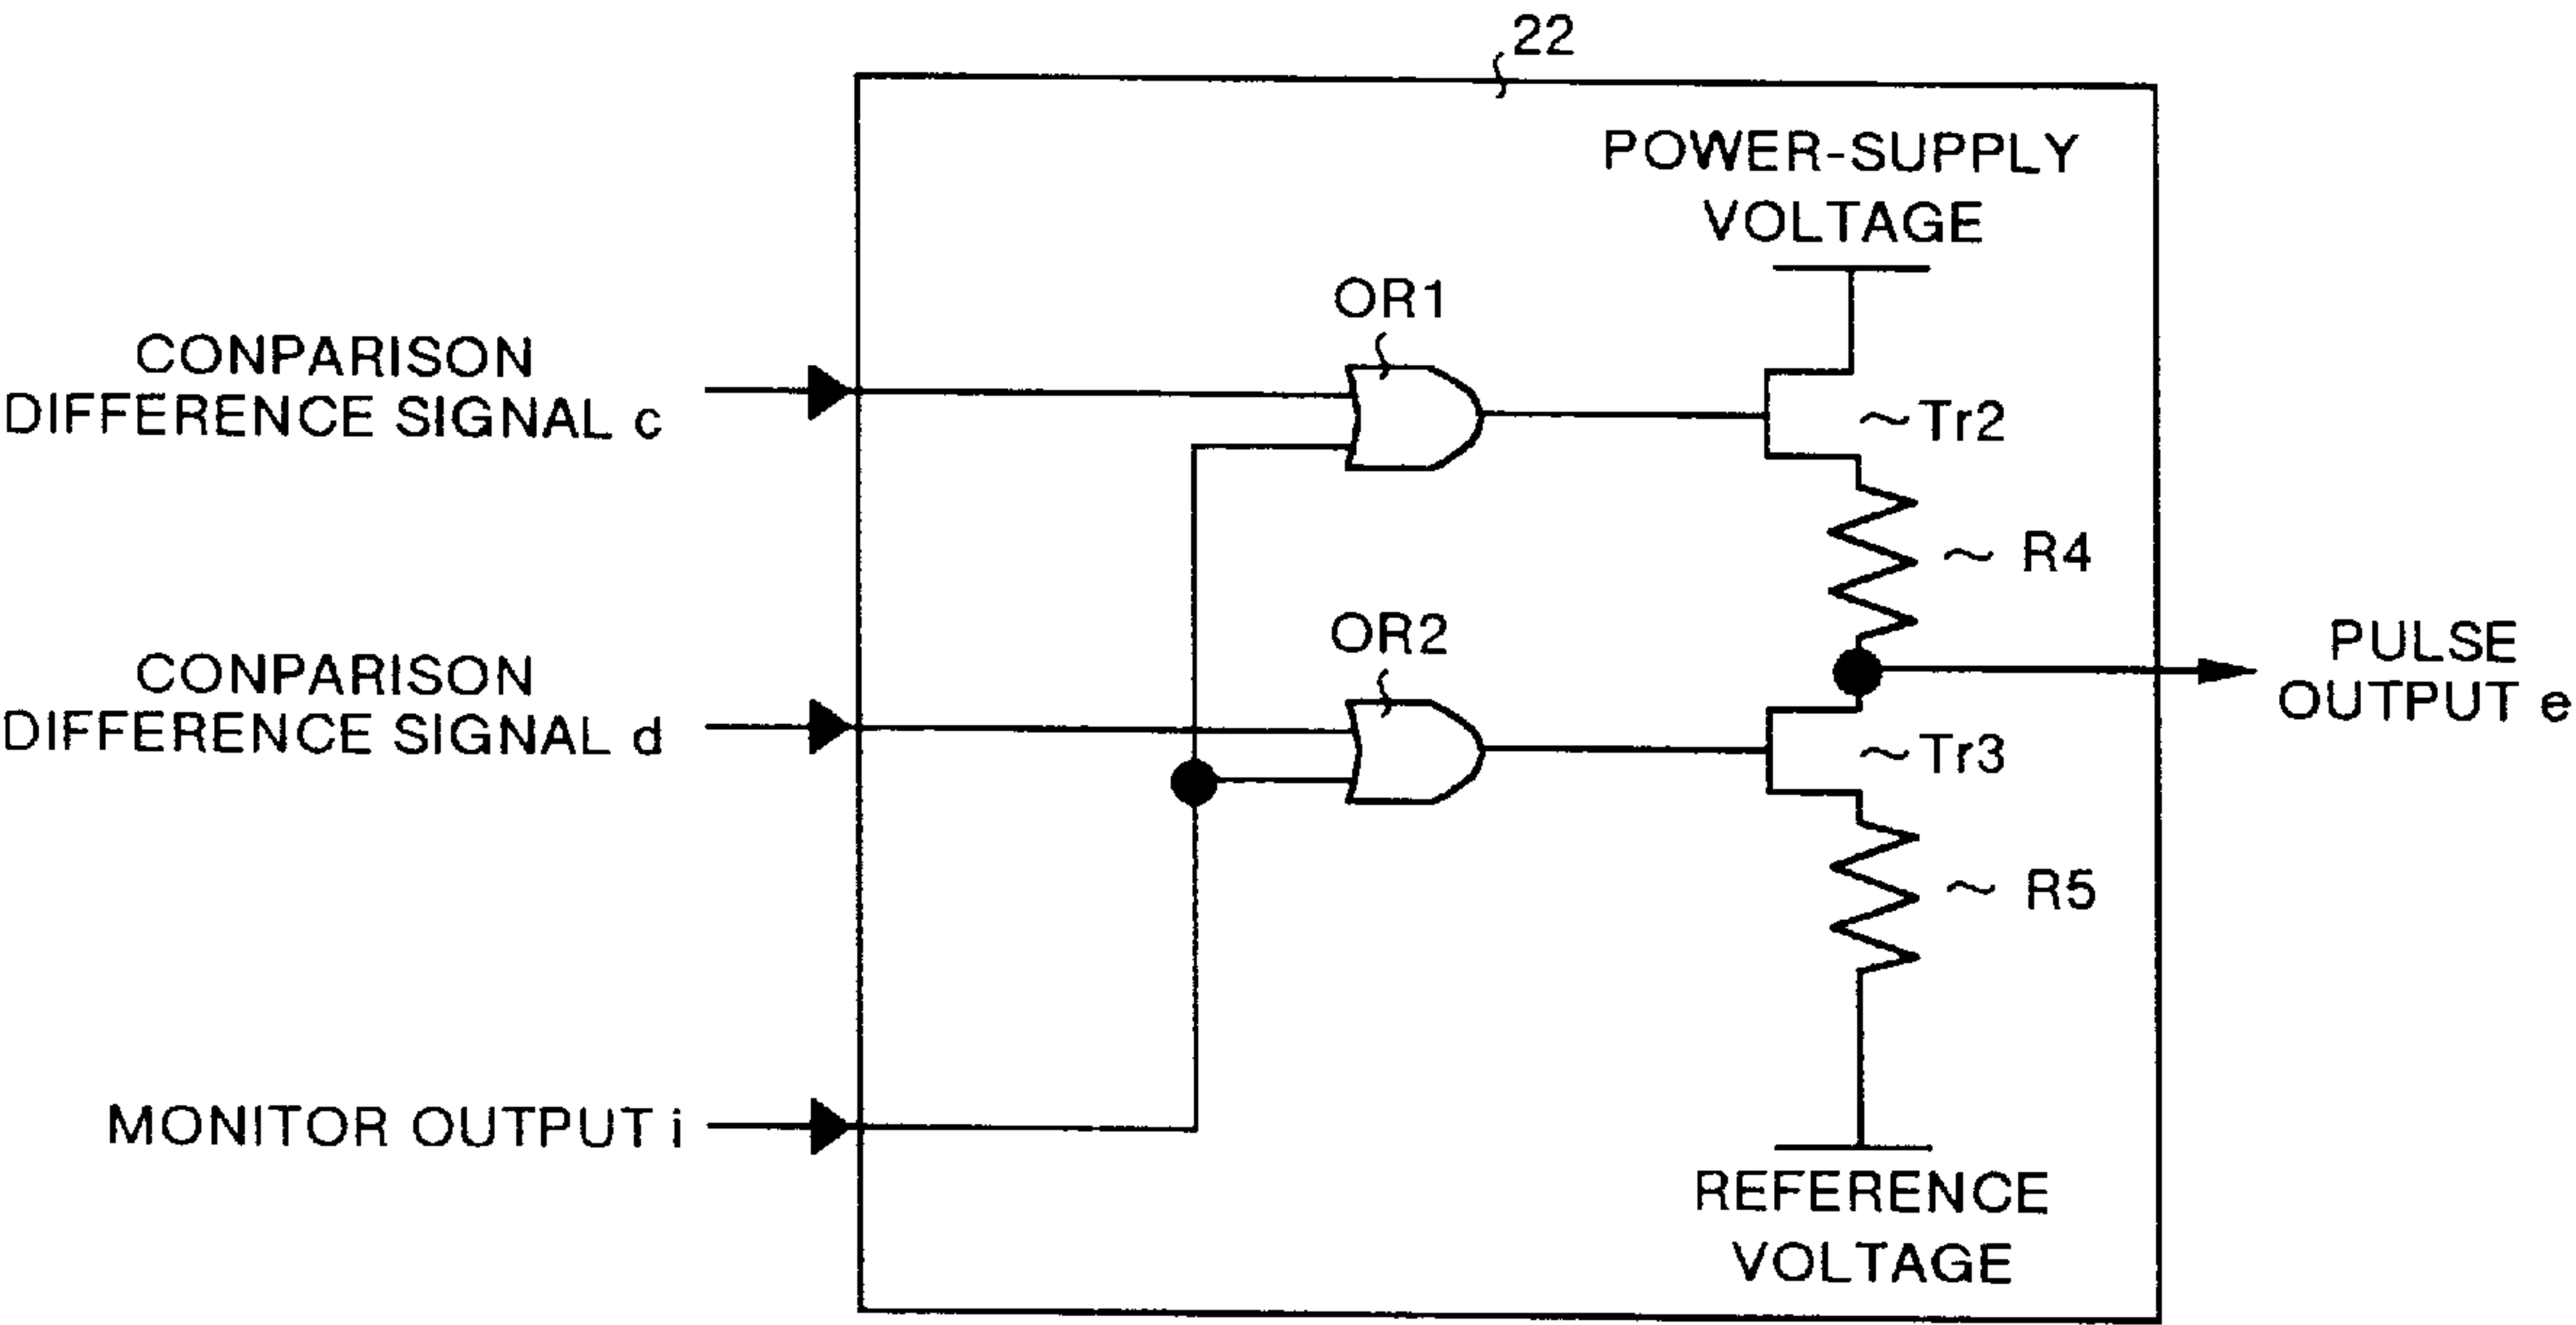 22
POWER-SUPPLY
VOLTAGE
OR1
CONPARISON
DIFFERENCE SIGNAL c
~Tr2
~ R4
OR2
CONPARISON
DIFFERENCE SIGNAL d
PULSE
OUTPUT e
~Tr3
~ R5
MONITOR OUTPUT i
REFERENCE
VOLTAGE